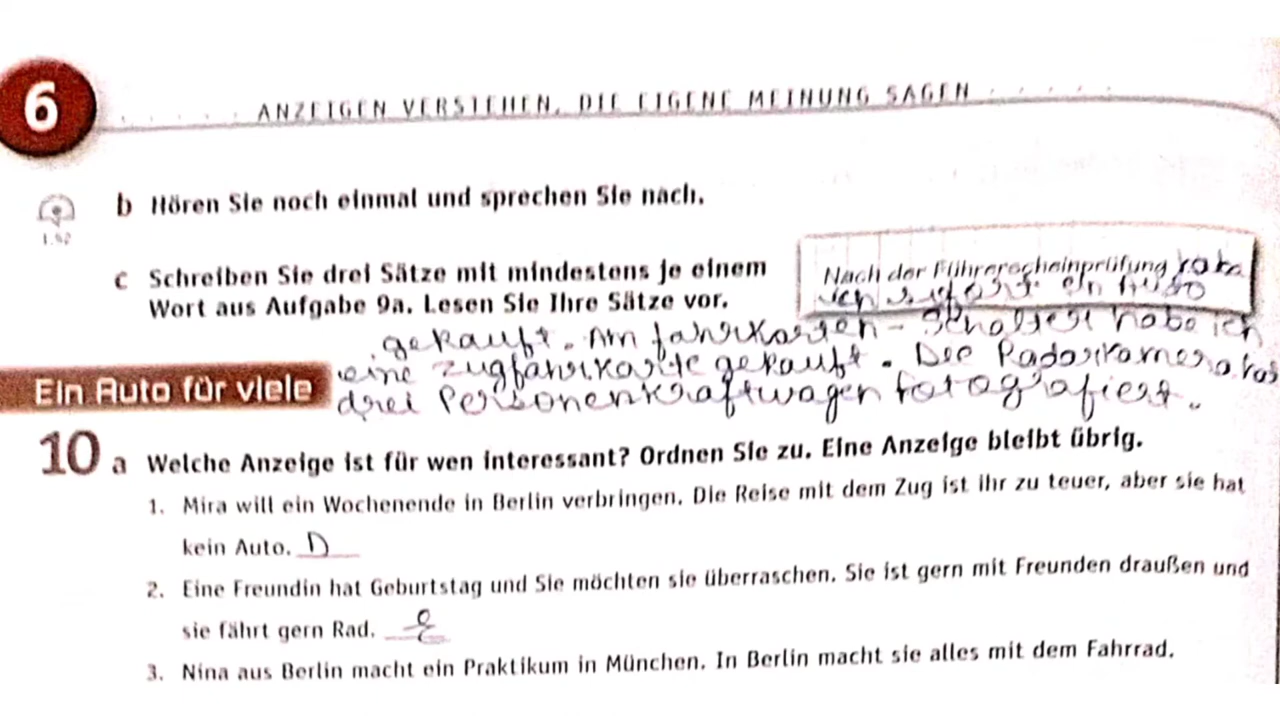 6
ANZEIGEN VERSTEHEN, DIE EIGENE MEINUNG SAGEN
b Hören Sie noch einmal und sprechen Sie nach.
c Schreiben Sie drei Sätze mit mindestens je einem
Wort aus Aufgabe 9a. Lesen Sie Ihre Sätze vor.
Nach der Führerscheinprüfung habe
ich sofort ein Auto
gekauft. Am fahrkarten-Schalter habe ich
eine Zugfahrkarte gekauft. Die Radarkamera hat
drei Personenkraftwagen fotografiert.
Ein Auto für viele
10 a Welche Anzeige ist für wen interessant? Ordnen Sie zu. Eine Anzeige bleibt übrig.
1. Mira will ein Wochenende in Berlin verbringen. Die Reise mit dem Zug ist ihr zu teuer, aber sie hat
kein Auto. D
2. Eine Freundin hat Geburtstag und Sie möchten sie überraschen. Sie ist gern mit Freunden draußen und
sie fährt gern Rad.
3. Nina aus Berlin macht ein Praktikum in München. In Berlin macht sie alles mit dem Fahrrad.